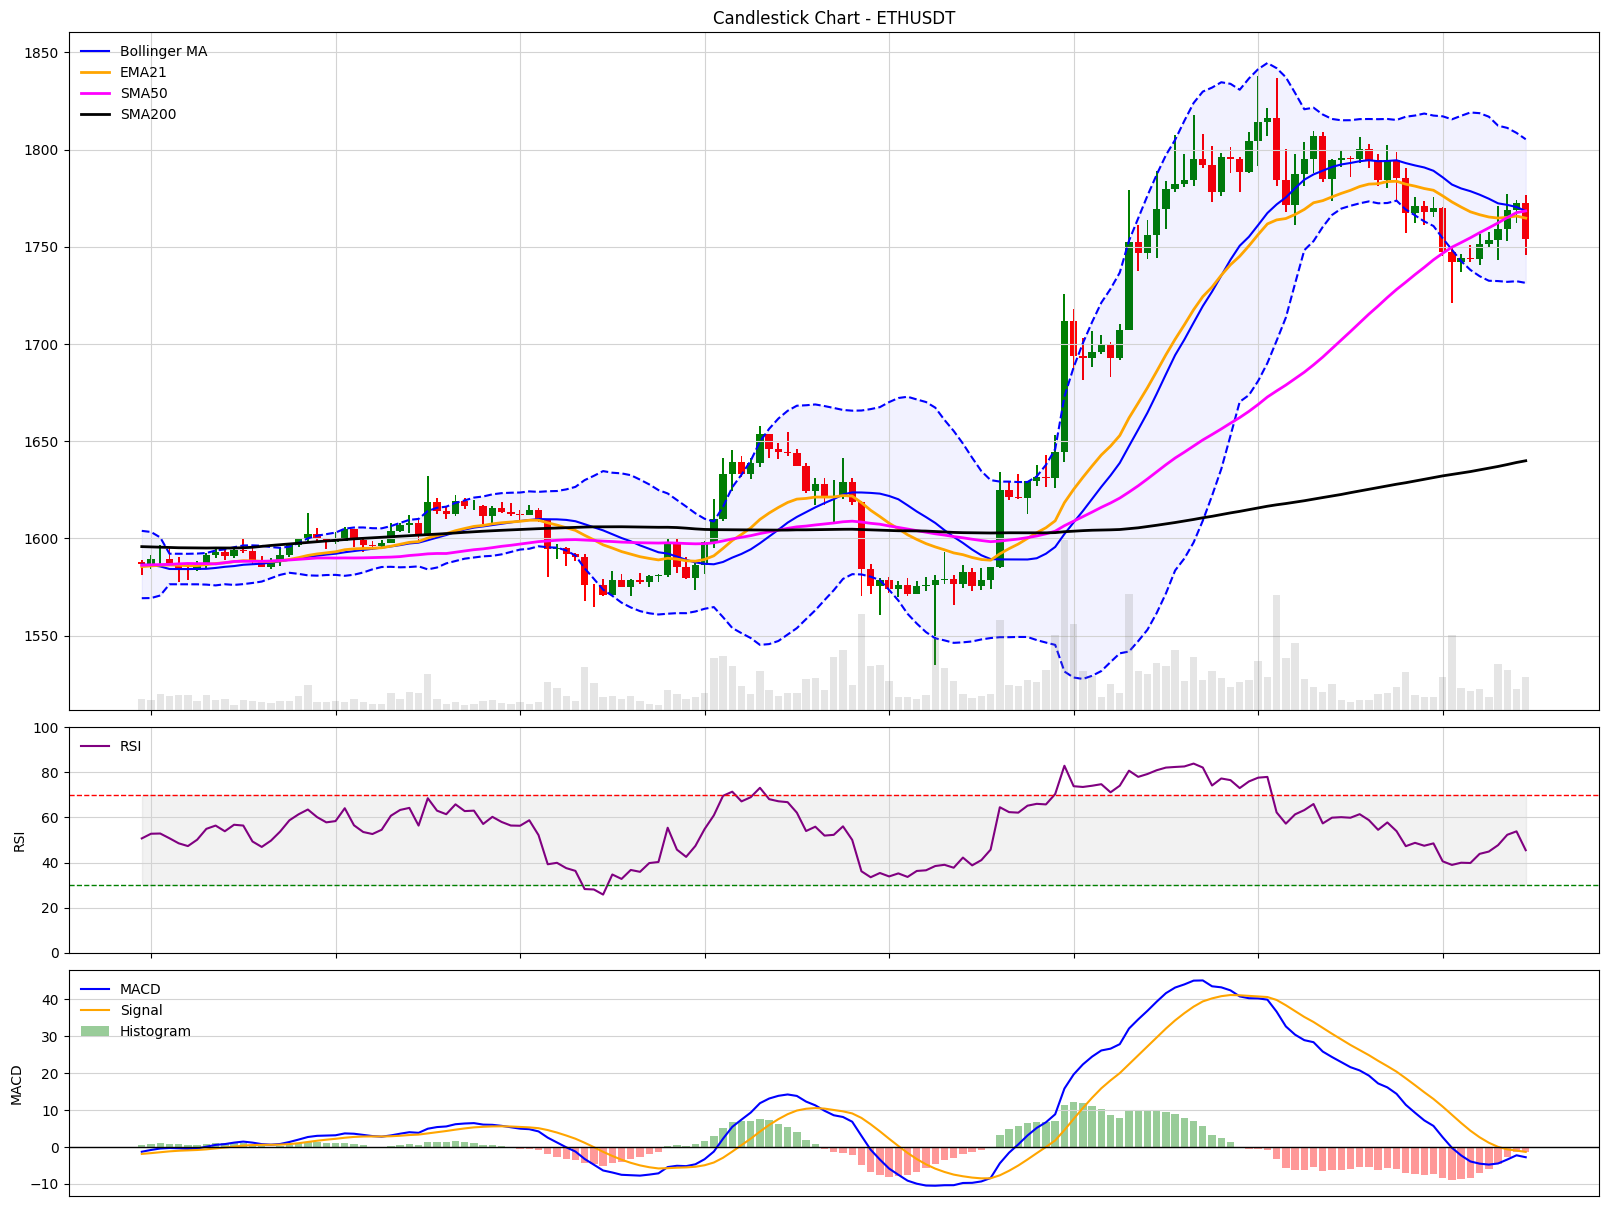 Candlestick Chart - ETHUSDT
Bollinger MA
EMA21
SMA50
SMA200
1850
1800
1750
1700
1650
1600
1550
RSI
100
80
60
40
20
0
RSI
MACD
Signal
Histogram
40
30
20
10
0
−10
MACD